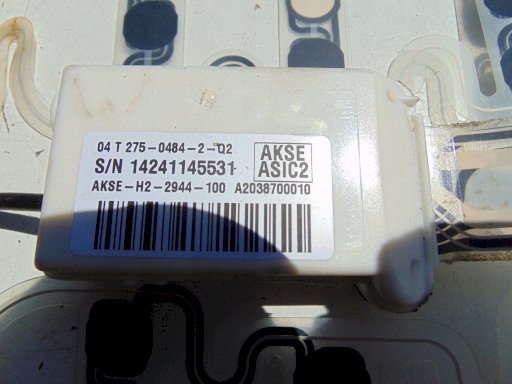 04 T 275-0484-2-02
S/N 14241145531
AKSE
ASIC2
AKSE-H2-2944-100 A2038700010